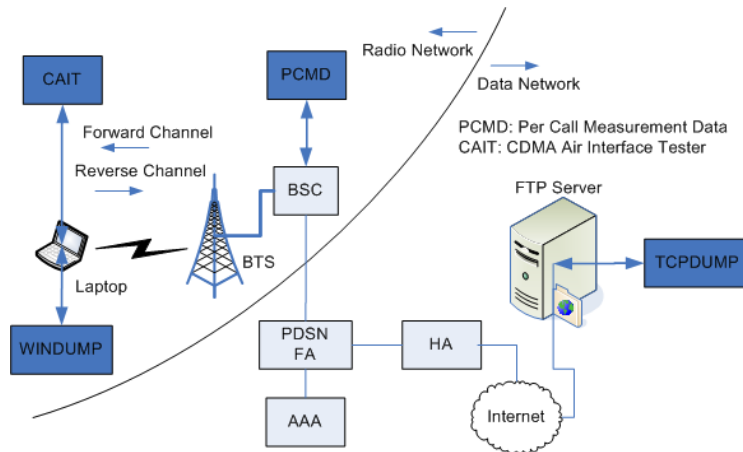 Radio Network
Data Network
CAIT
PCMD
PCMD: Per Call Measurement Data
CAIT: CDMA Air Interface Tester
Forward Channel
Reverse Channel
BSC
FTP Server
BTS
TCPDUMP
Laptop
WINDUMP
PDSN
FA
HA
AAA
Internet